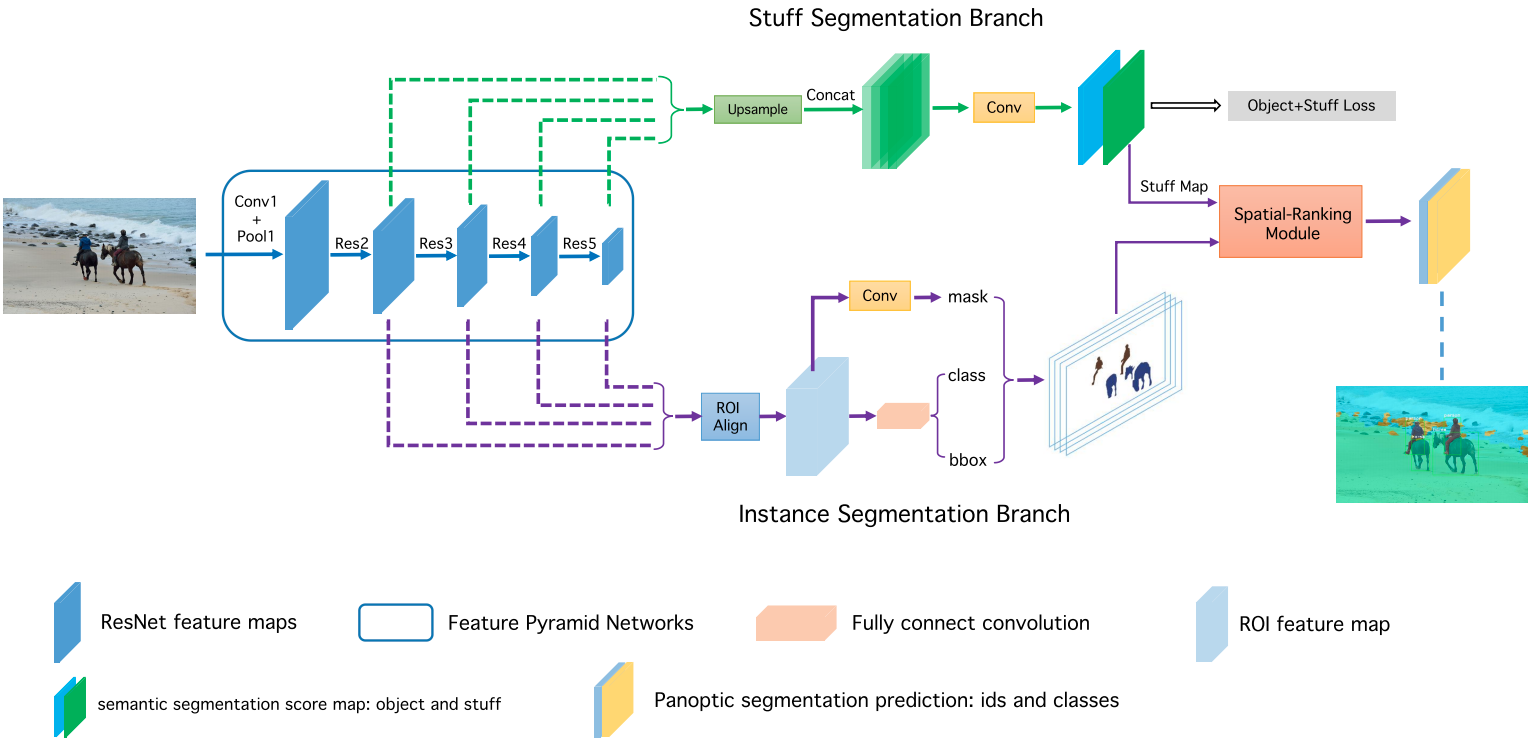 Stuff Segmentation Branch
Concat
Upsample
Conv
Object+Stuff Loss
Conv1
+
Pool1
Res2
Res3
Res4
Res5
Stuff Map
Spatial-Ranking
Module
Conv
mask
class
bbox
ROI
Align
Instance Segmentation Branch
ResNet feature maps
Feature Pyramid Networks
Fully connect convolution
ROI feature map
semantic segmentation score map: object and stuff
Panoptic segmentation prediction: ids and classes